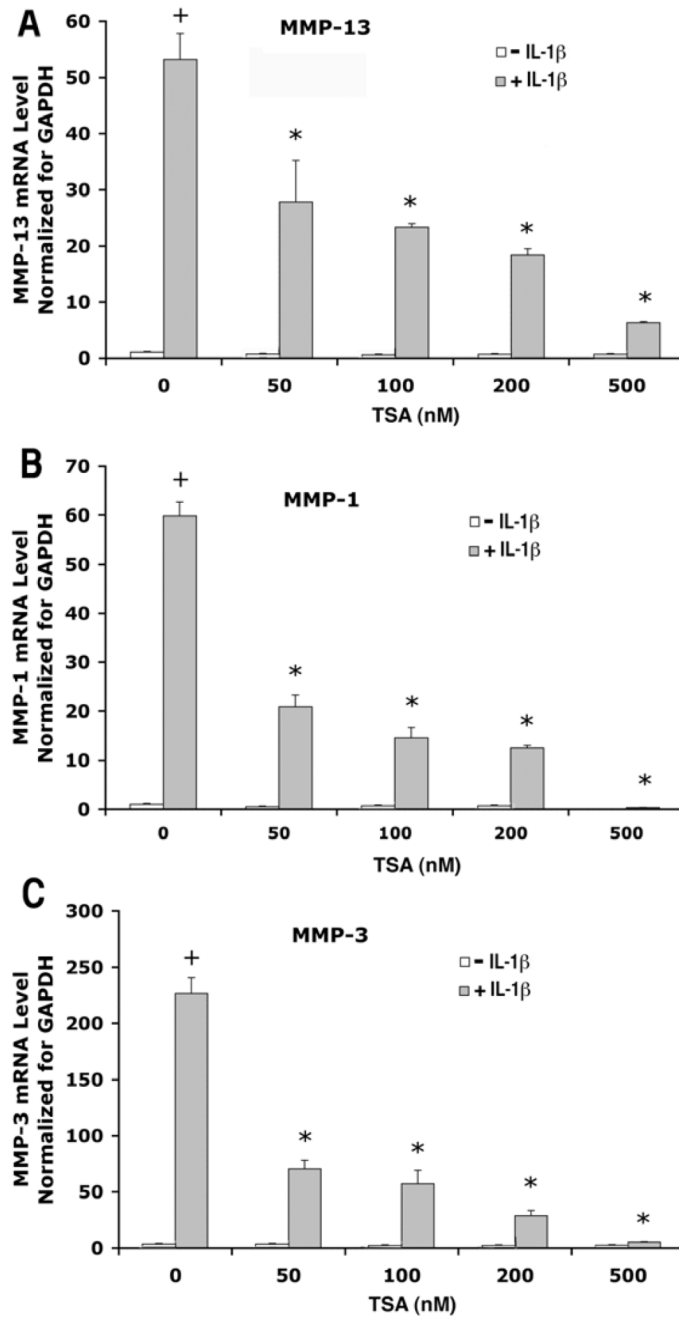 A
MMP-13
MMP-13 mRNA Level
Normalized for GAPDH
60
50
40
30
20
10
0
+
*
*
*
*
- IL-1β
+ IL-1β
0 50 100 200 500
TSA (nM)
B
MMP-1
MMP-1 mRNA Level
Normalized for GAPDH
70
60
50
40
30
20
10
0
+
*
*
*
*
- IL-1β
+ IL-1β
0 50 100 200 500
TSA (nM)
C
MMP-3
MMP-3 mRNA Level
Normalized for GAPDH
300
250
200
150
100
50
0
+
*
*
*
*
- IL-1β
+ IL-1β
0 50 100 200 500
TSA (nM)